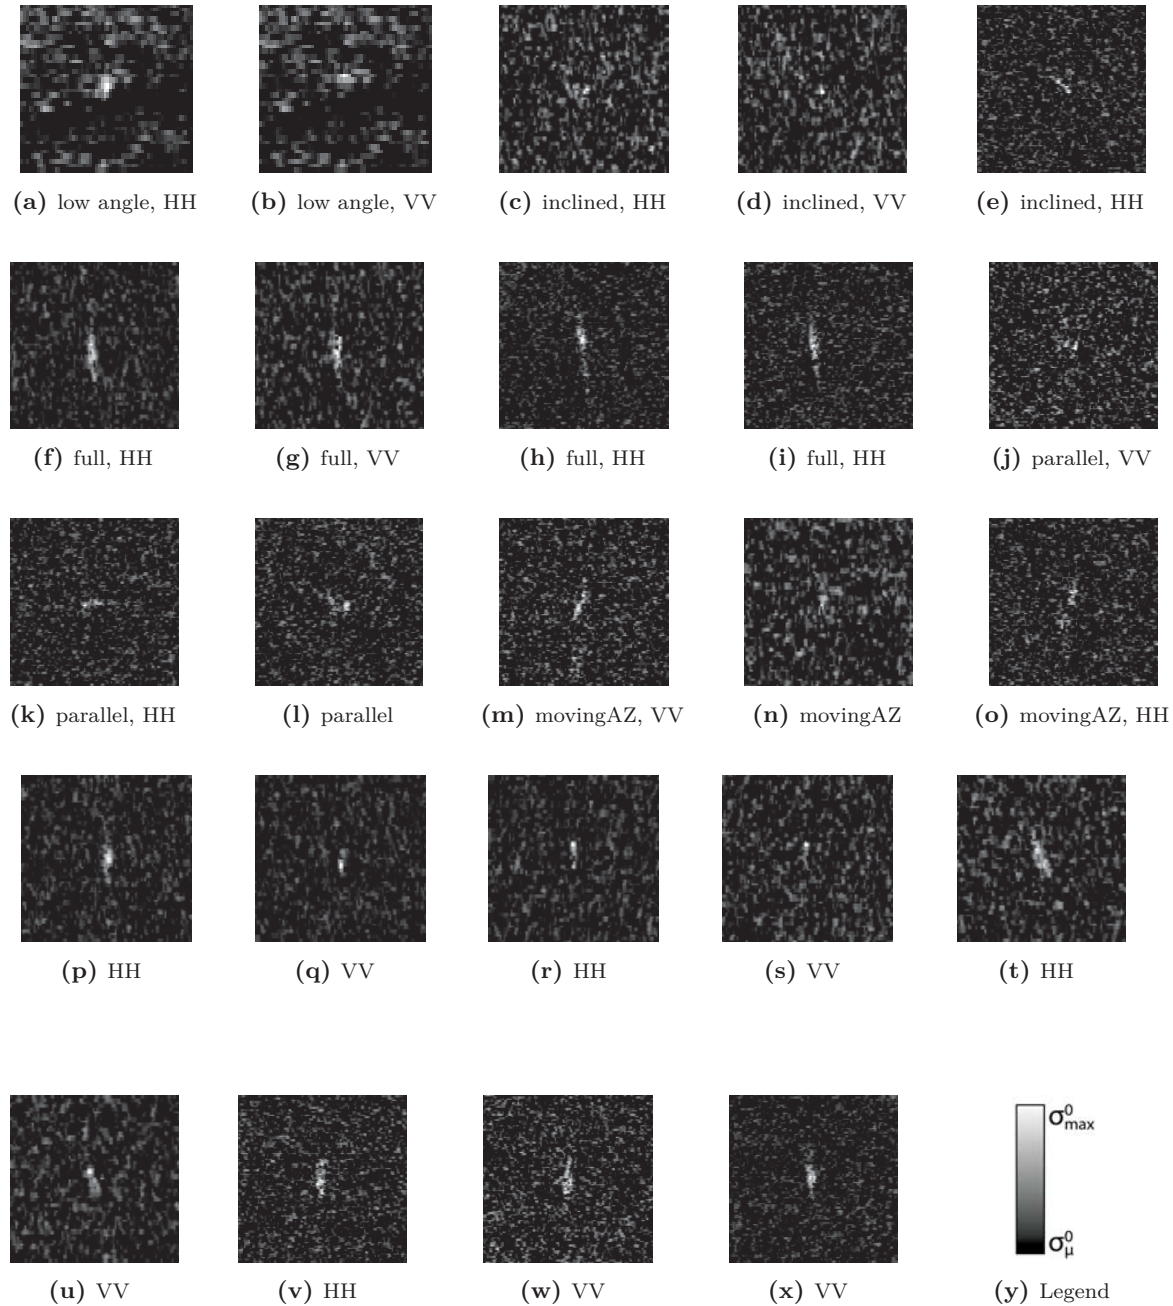 (a) low angle, HH (b) low angle, VV (c) inclined, HH (d) inclined, VV (e) inclined, HH
(f) full, HH (g) full, VV (h) full, HH (i) full, HH (j) parallel, VV
(k) parallel, HH (l) parallel (m) movingAZ, VV (n) movingAZ (o) movingAZ, HH
(p) HH (q) VV (r) HH (s) VV (t) HH
σ⁰max
σ⁰μ
(u) VV (v) HH (w) VV (x) VV (y) Legend